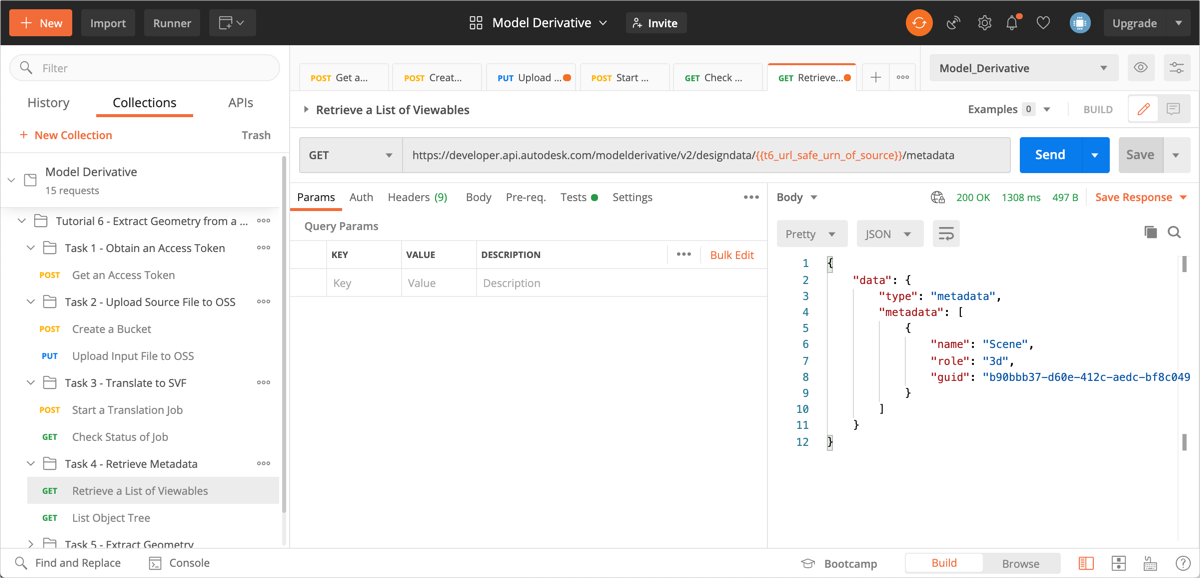 New
Import
Runner
Model Derivative
Invite
Upgrade
Filter
History
Collections
APIs
New Collection
Trash
Model Derivative
15 requests
Tutorial 6 - Extract Geometry from a ...
Task 1 - Obtain an Access Token
POST Get an Access Token
Task 2 - Upload Source File to OSS
POST Create a Bucket
PUT Upload Input File to OSS
Task 3 - Translate to SVF
POST Start a Translation Job
GET Check Status of Job
Task 4 - Retrieve Metadata
GET Retrieve a List of Viewables
GET List Object Tree
Task 5 - Extract Geometry
POST Get a...
POST Creat...
PUT Upload ...
POST Start ...
GET Check ...
GET Retrieve...
Model_Derivative
Retrieve a List of Viewables
Examples 0
BUILD
GET
https://developer.api.autodesk.com/modelderivative/v2/designdata/{{t6_url_safe_urn_of_source}}/metadata
Send
Save
Params
Auth
Headers (9)
Body
Pre-req.
Tests
Settings
Query Params
KEY VALUE DESCRIPTION
Bulk Edit
Key Value Description
Body
200 OK 1308 ms 497 B
Save Response
Pretty
JSON
1 {
2 "data": {
3 "type": "metadata",
4 "metadata": [
5 {
6 "name": "Scene",
7 "role": "3d",
8 "guid": "b90bbb37-d60e-412c-aedc-bf8c049
9 }
10 ]
11 }
12 }
Find and Replace
Console
Bootcamp
Build
Browse